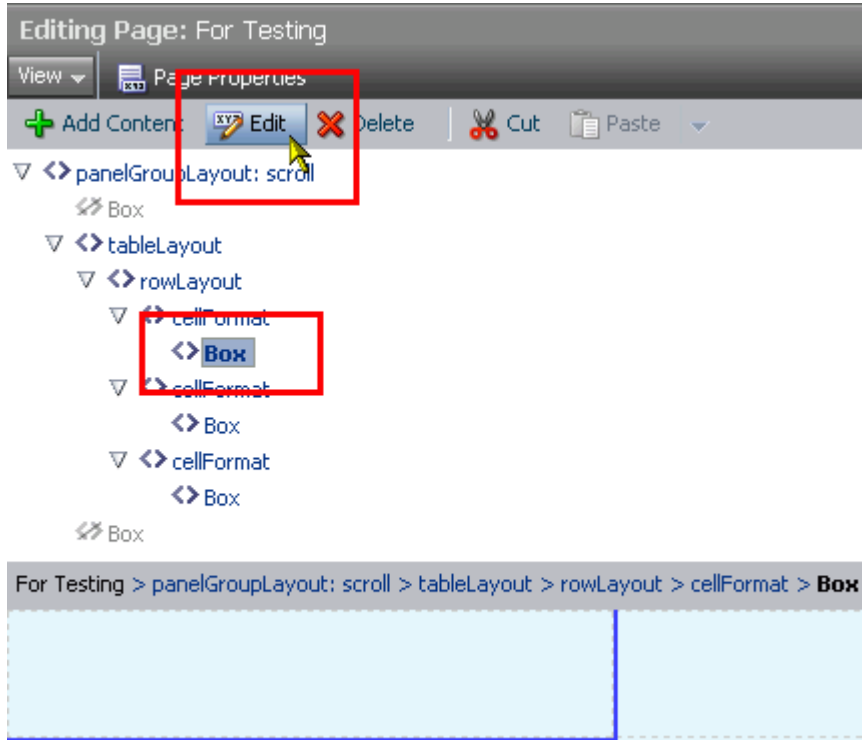 Editing Page: For Testing
View Page Properties
Add Content Edit Delete Cut Paste
panelGroupLayout: scroll
Box
tableLayout
rowLayout
cellFormat
Box
cellFormat
Box
cellFormat
Box
Box
For Testing > panelGroupLayout: scroll > tableLayout > rowLayout > cellFormat > Box